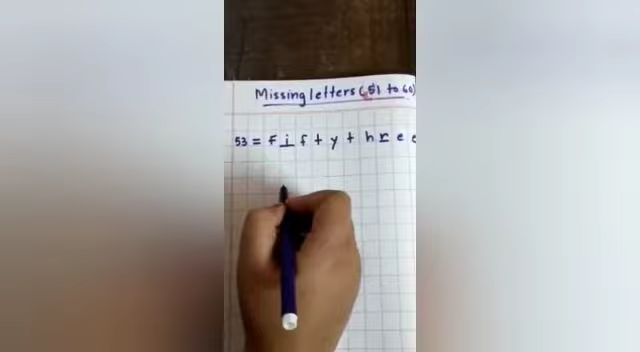 Missing letters (51 to 60)
53 = F i f t y t h r e e